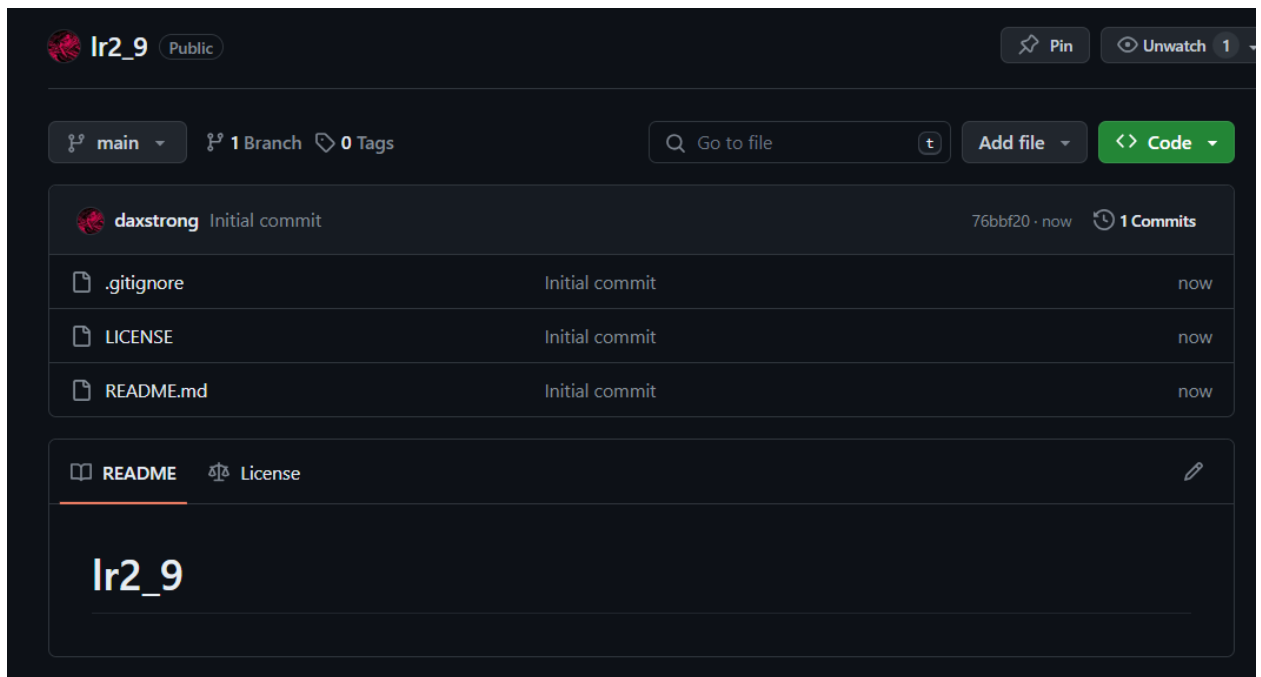 lr2_9 Public Pin Unwatch 1
main 1 Branch 0 Tags Go to file t Add file Code
daxstrong Initial commit 76bbf20 · now 1 Commits
.gitignore Initial commit now
LICENSE Initial commit now
README.md Initial commit now
README License
lr2_9